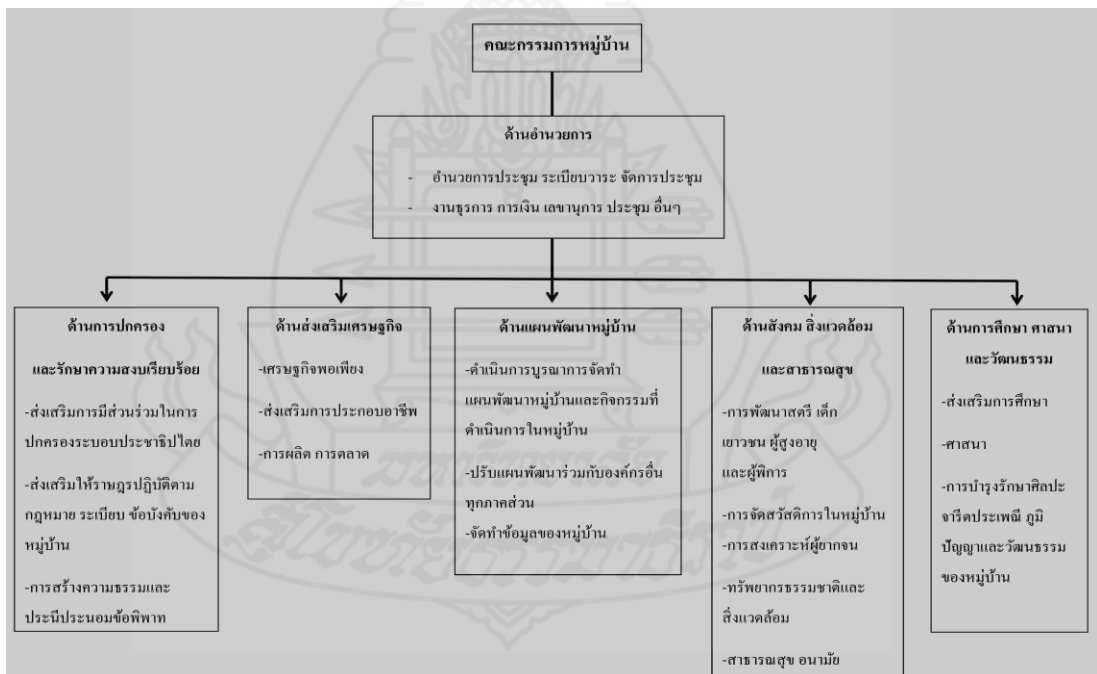 คณะกรรมการหมู่บ้าน
ด้านอำนวยการ
- อำนวยการประชุม ระเบียบวาระ จัดการประชุม
- งานธุรการ การเงิน เลขานุการ ประชุม อื่นๆ
ด้านการปกครอง
และรักษาความสงบเรียบร้อย
-ส่งเสริมการมีส่วนร่วมในการ
ปกครองระบอบประชาธิปไตย
-ส่งเสริมให้ราษฎรปฏิบัติตาม
กฎหมาย ระเบียบ ข้อบังคับของ
หมู่บ้าน
-การสร้างความธรรมและ
ประนีประนอมข้อพิพาท
ด้านส่งเสริมเศรษฐกิจ
-เศรษฐกิจพอเพียง
-ส่งเสริมการประกอบอาชีพ
-การผลิต การตลาด
ด้านแผนพัฒนาหมู่บ้าน
-ดำเนินการบูรณาการจัดทำ
แผนพัฒนาหมู่บ้านและกิจกรรมที่
ดำเนินการในหมู่บ้าน
-ปรับแผนพัฒนาร่วมกับองค์กรอื่น
ทุกภาคส่วน
-จัดทำข้อมูลของหมู่บ้าน
ด้านสังคม สิ่งแวดล้อม
และสาธารณสุข
-การพัฒนาสตรี เด็ก
เยาวชน ผู้สูงอายุ
และผู้พิการ
-การจัดสวัสดิการในหมู่บ้าน
-การสงเคราะห์ผู้ยากจน
-ทรัพยากรธรรมชาติและ
สิ่งแวดล้อม
-สาธารณสุข อนามัย
ด้านการศึกษา ศาสนา
และวัฒนธรรม
-ส่งเสริมการศึกษา
-ศาสนา
-การบำรุงรักษาศิลปะ
จารีตประเพณี ภูมิ
ปัญญาและวัฒนธรรม
ของหมู่บ้าน
มหาวิทยาลัย
สุโขทัยธรรมาธิราช